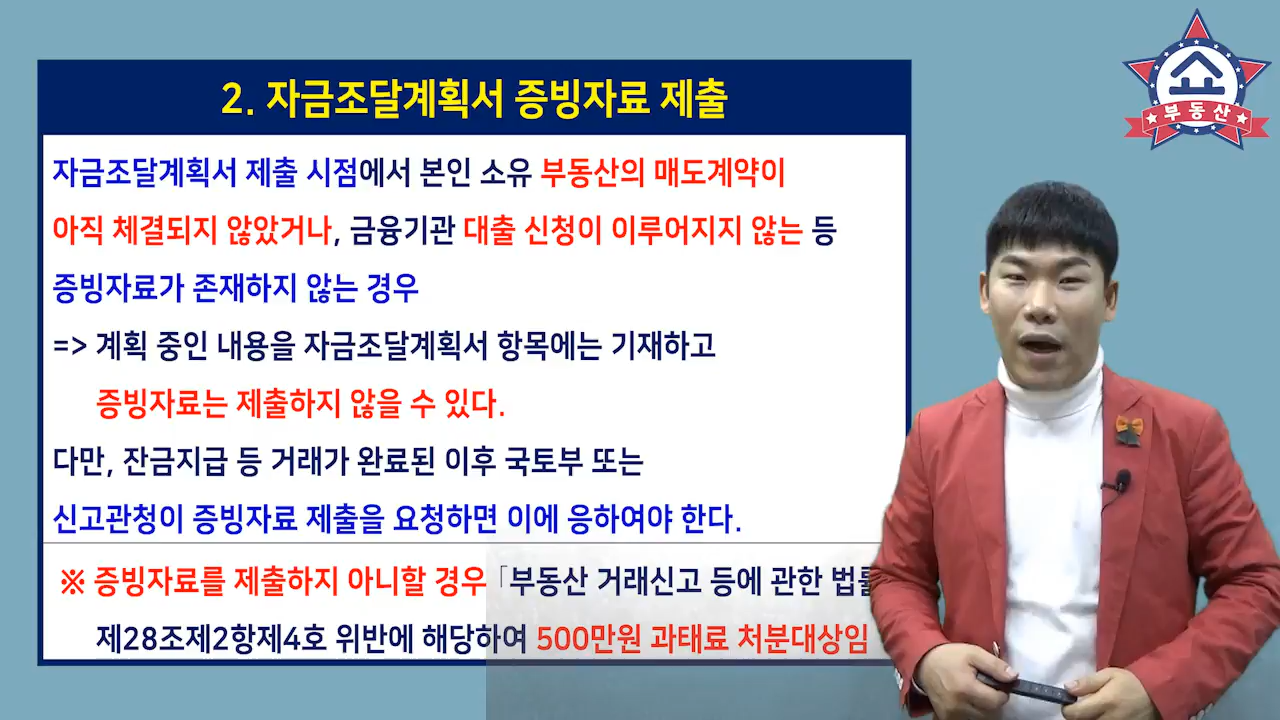 2. 자금조달계획서 증빙자료 제출
부동산
자금조달계획서 제출 시점에서 본인 소유 부동산의 매도계약이
아직 체결되지 않았거나, 금융기관 대출 신청이 이루어지지 않는 등
증빙자료가 존재하지 않는 경우
=> 계획 중인 내용을 자금조달계획서 항목에는 기재하고
증빙자료는 제출하지 않을 수 있다.
다만, 잔금지급 등 거래가 완료된 이후 국토부 또는
신고관청이 증빙자료 제출을 요청하면 이에 응하여야 한다.
※ 증빙자료를 제출하지 아니할 경우 「부동산 거래신고 등에 관한
제28조제2항제4호 위반에 해당하여 500만원 과태료 처분대상임